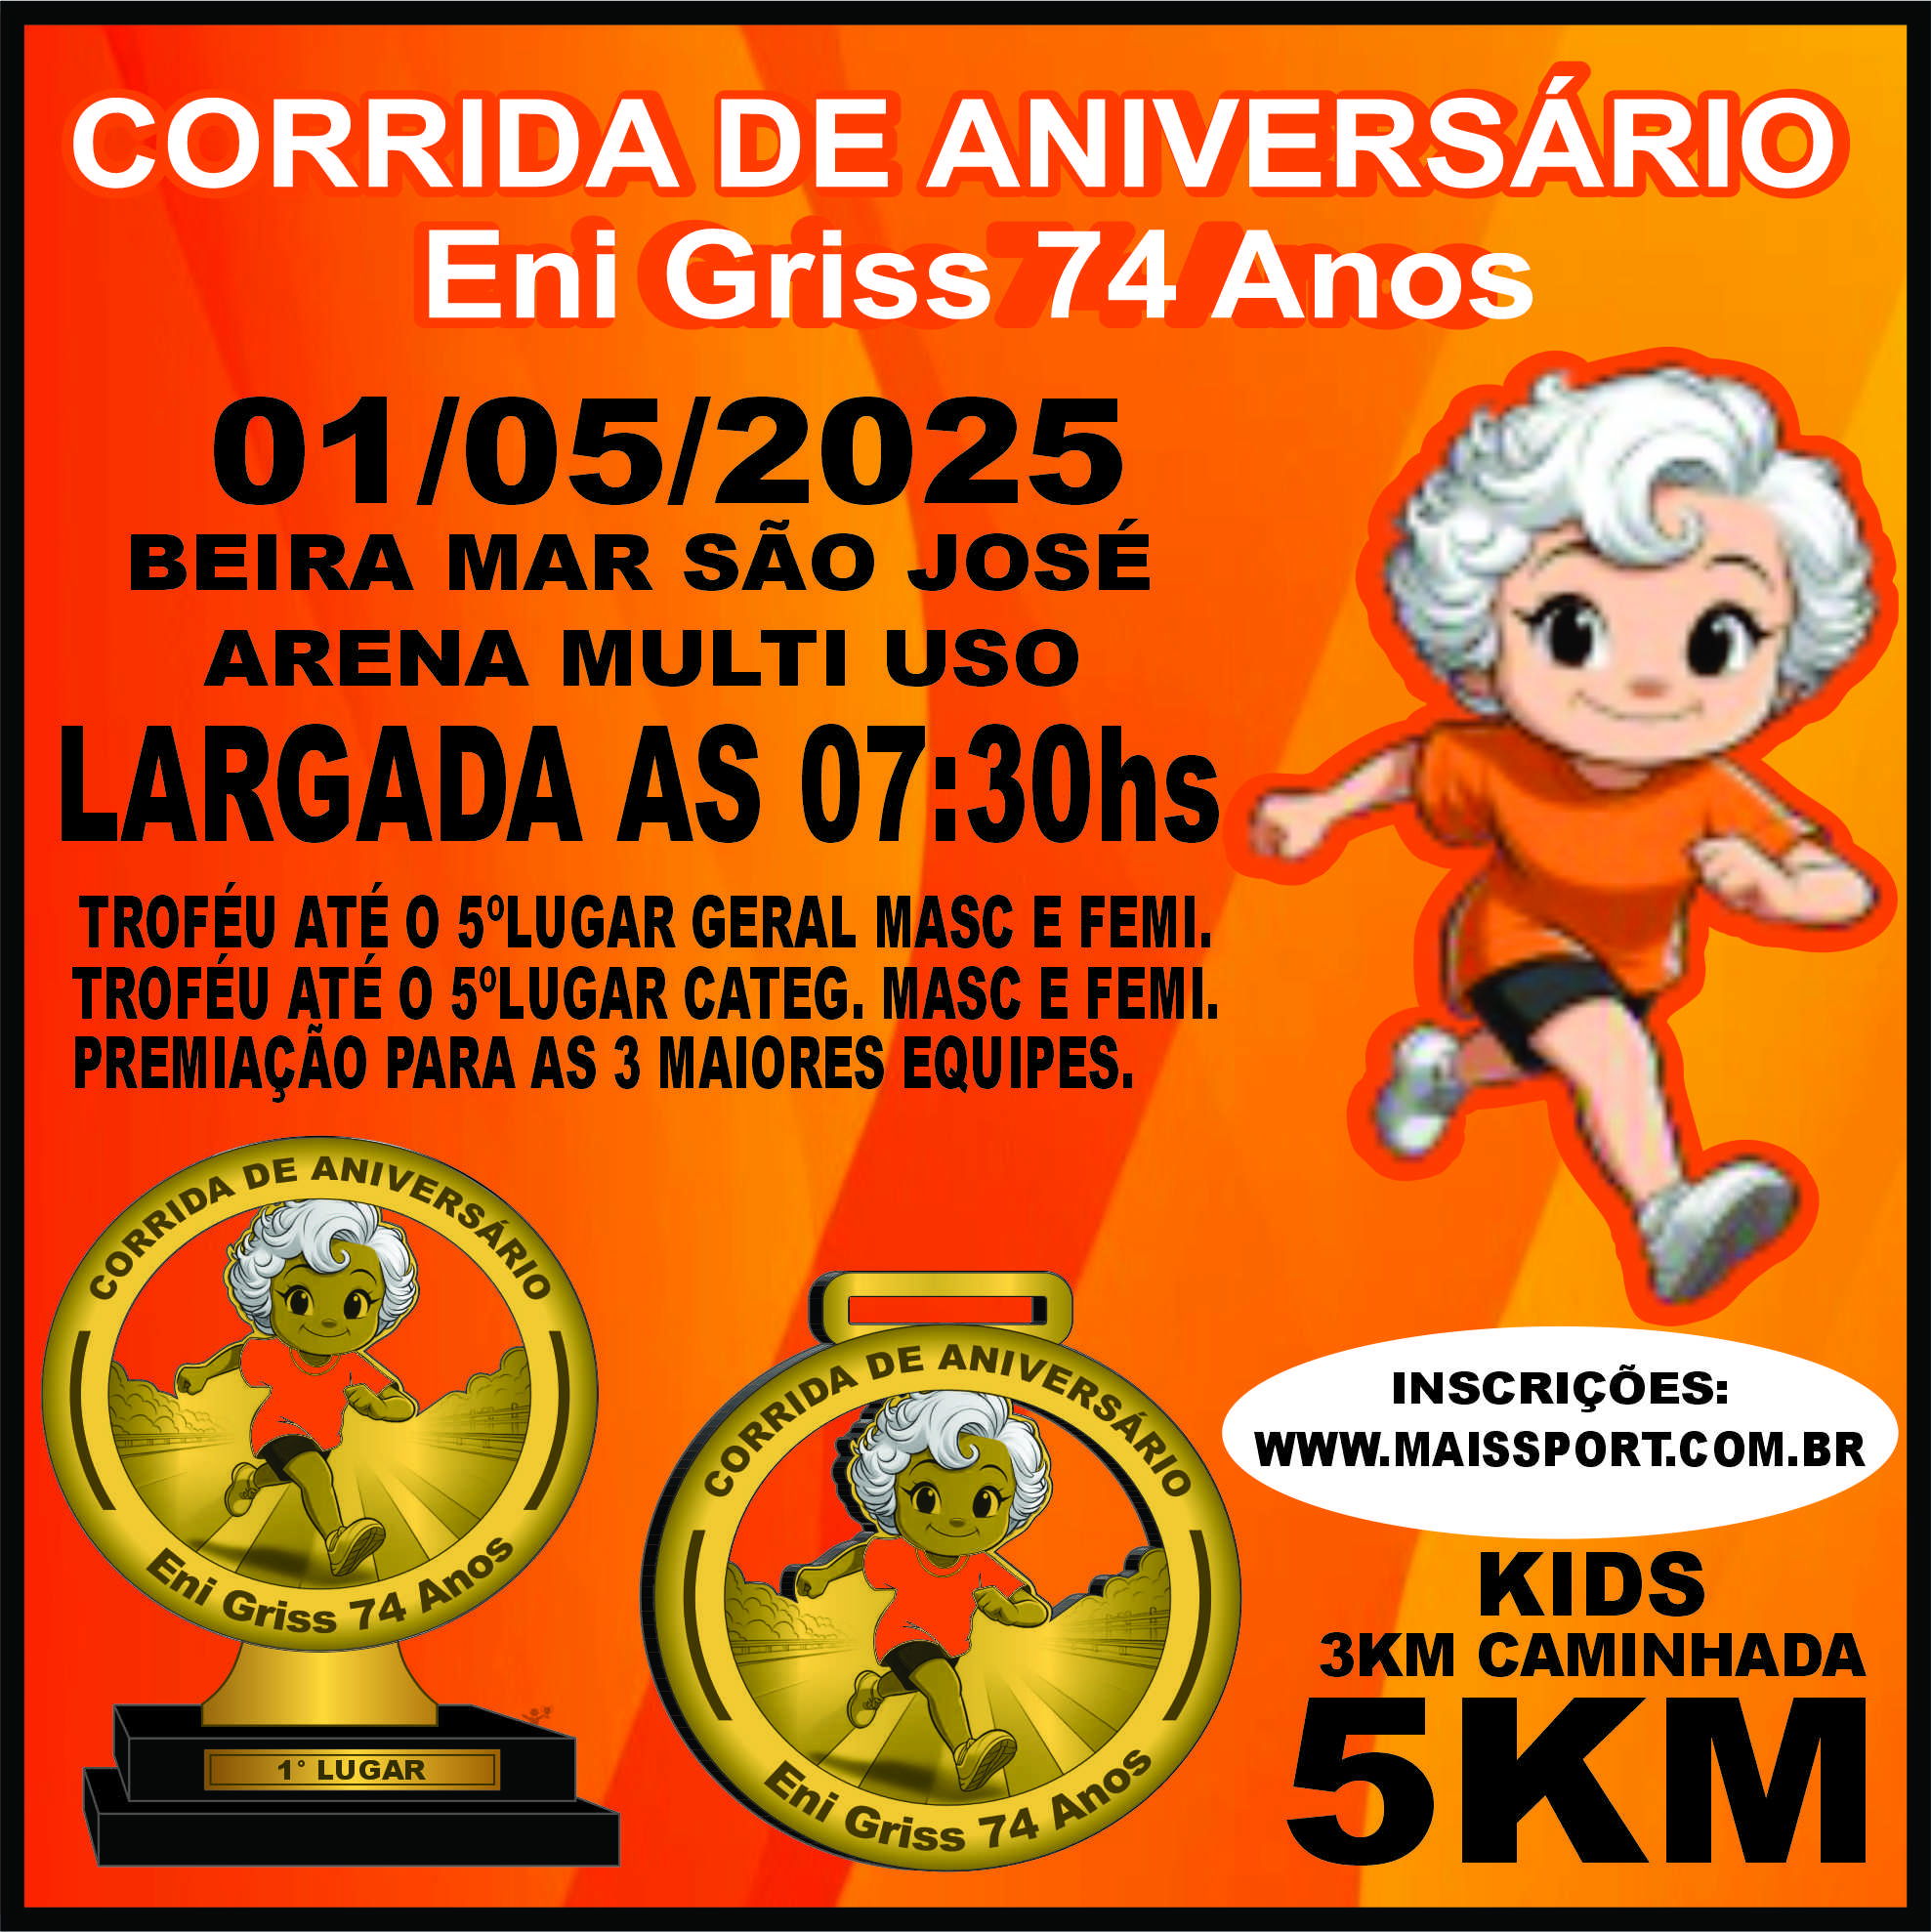 CORRIDA DE ANIVERSÁRIO
Eni Griss 74 Anos
01/05/2025
BEIRA MAR SÃO JOSÉ
ARENA MULTI USO
LARGADA AS 07:30hs
TROFÉU ATÉ O 5ºLUGAR GERAL MASC E FEMI.
TROFÉU ATÉ O 5ºLUGAR CATEG. MASC E FEMI.
PREMIAÇÃO PARA AS 3 MAIORES EQUIPES.
CORRIDA DE ANIVERSÁRIO
Eni Griss 74 Anos
1° LUGAR
CORRIDA DE ANIVERSÁRIO
Eni Griss 74 Anos
INSCRIÇÕES:
WWW.MAISSPORT.COM.BR
KIDS
3KM CAMINHADA
5KM